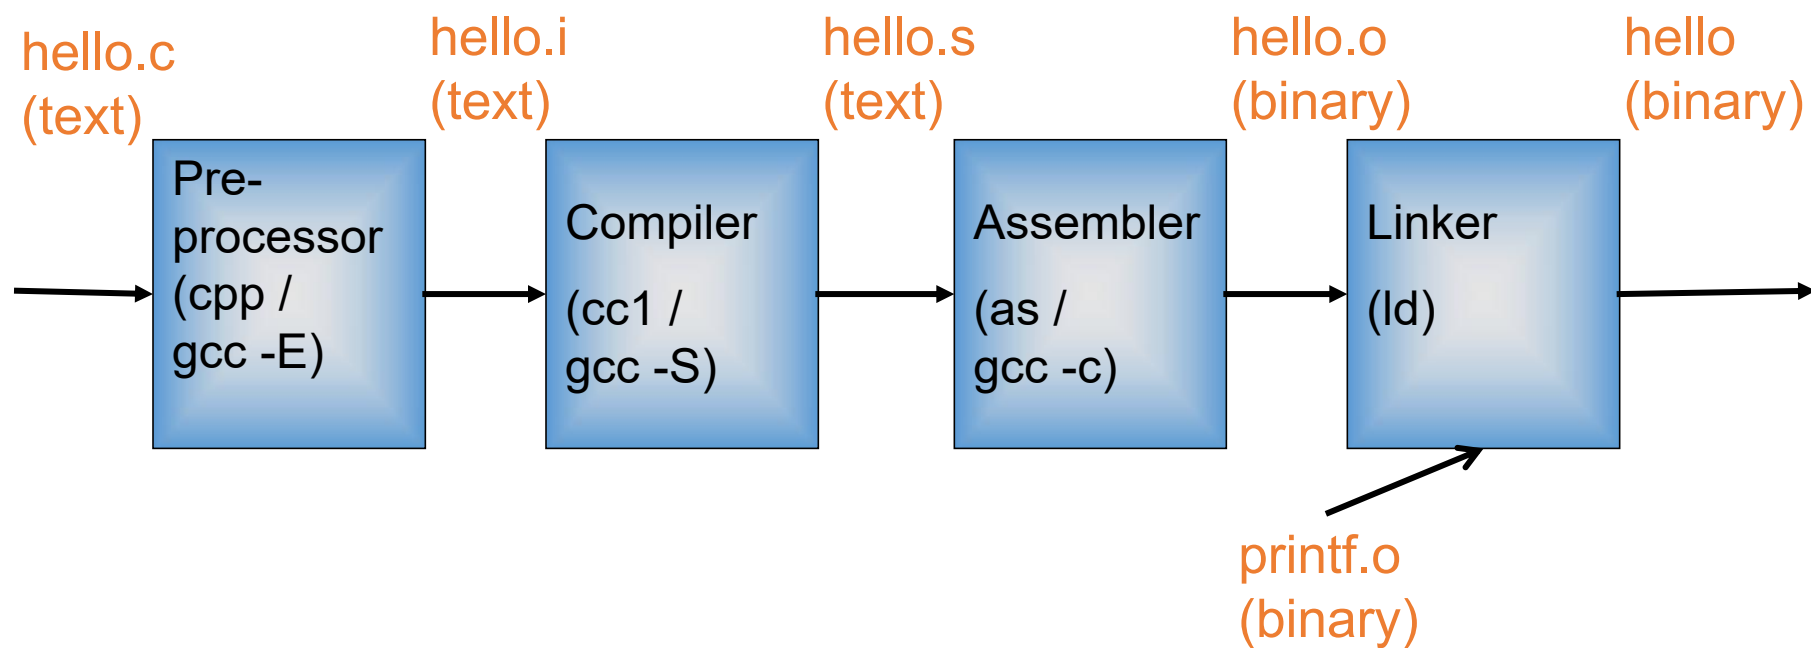 hello.c
(text)
hello.i
(text)
hello.s
(text)
hello.o
(binary)
hello
(binary)
Pre-
processor
(cpp /
gcc -E)
Compiler
(cc1 /
gcc -S)
Assembler
(as /
gcc -c)
Linker
(ld)
printf.o
(binary)